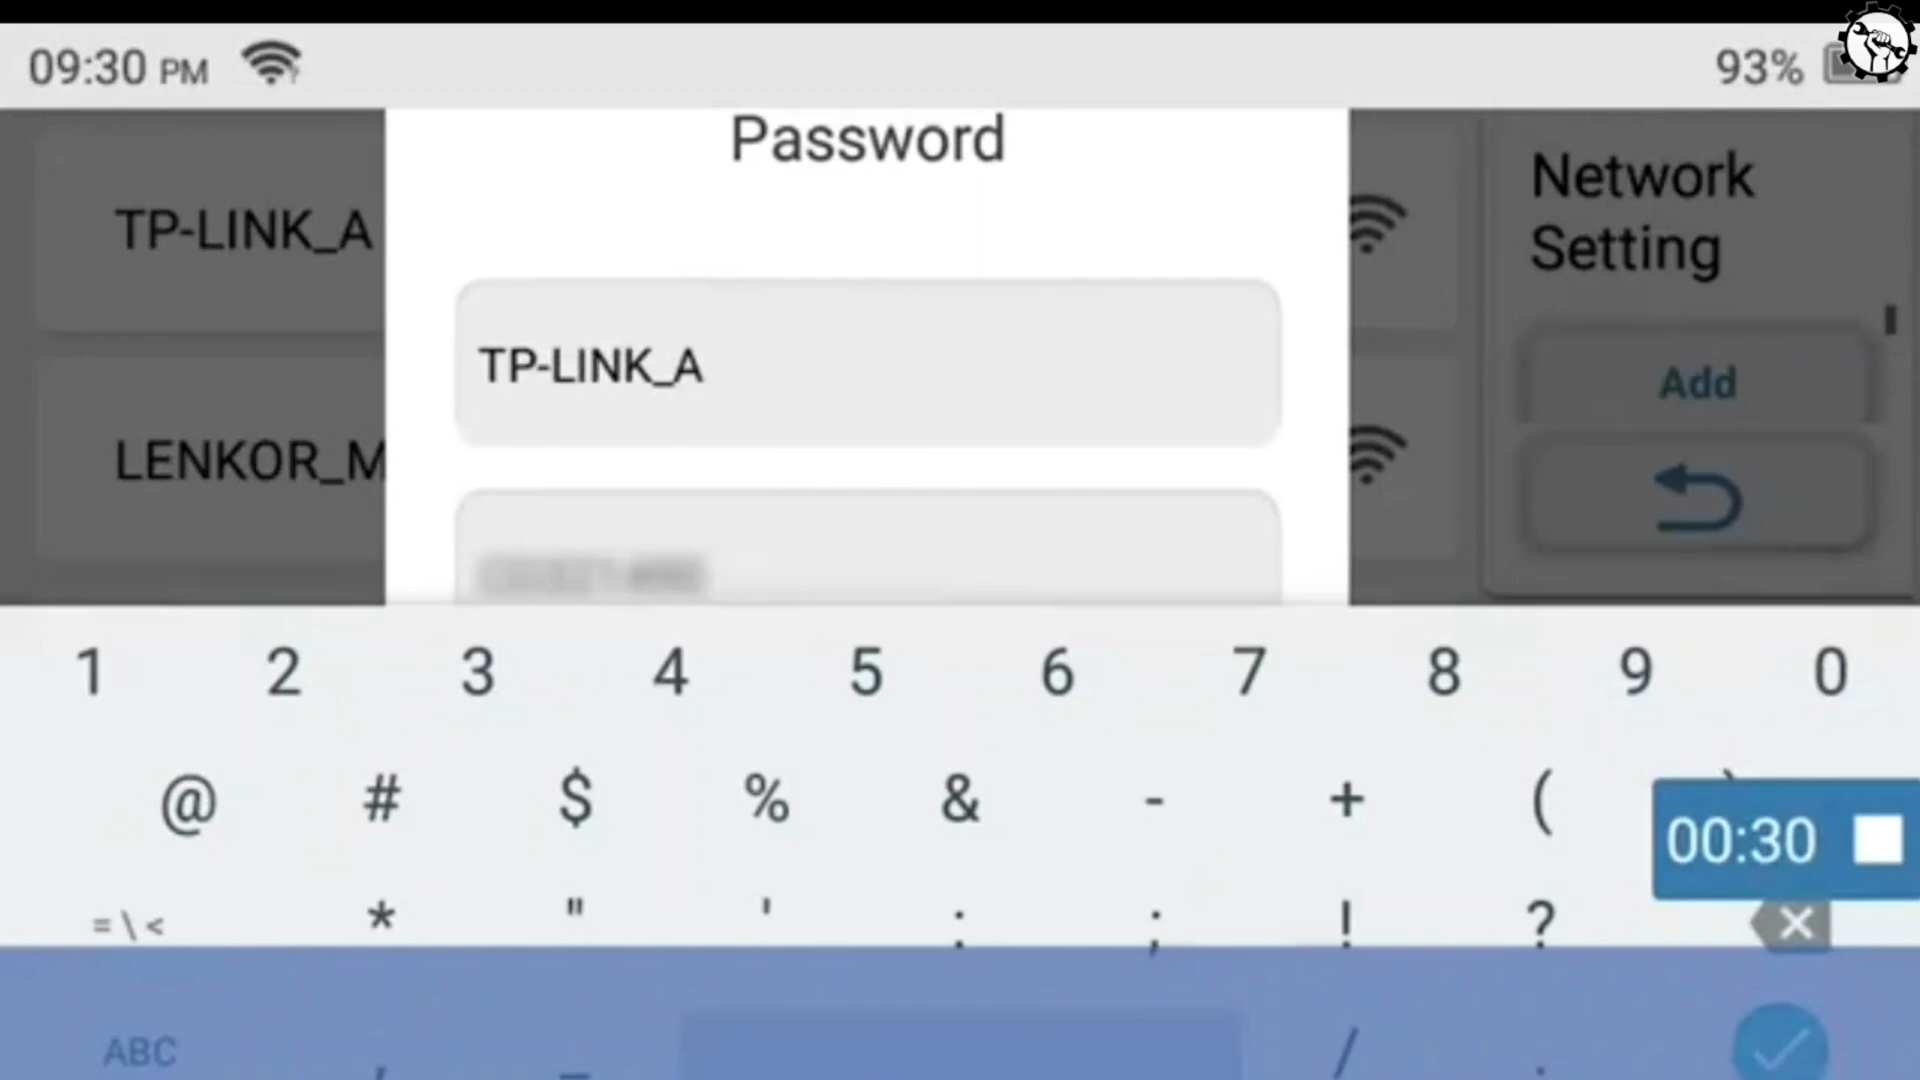 09:30 PM
93%
Password
TP-LINK_A
Network
Setting
TP-LINK_A
Add
LENKOR_M
1 2 3 4 5 6 7 8 9 0
@ # $ % & - + (
00:30
= \ < * " ' : ; ! ?
ABC , _ / .